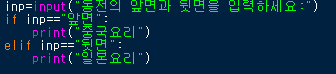 inp=input("동전의 앞면과 뒷면을 입력하세요:")
if inp=="앞면":
    print("중국요리")
elif inp=="뒷면":
    print("일본요리")